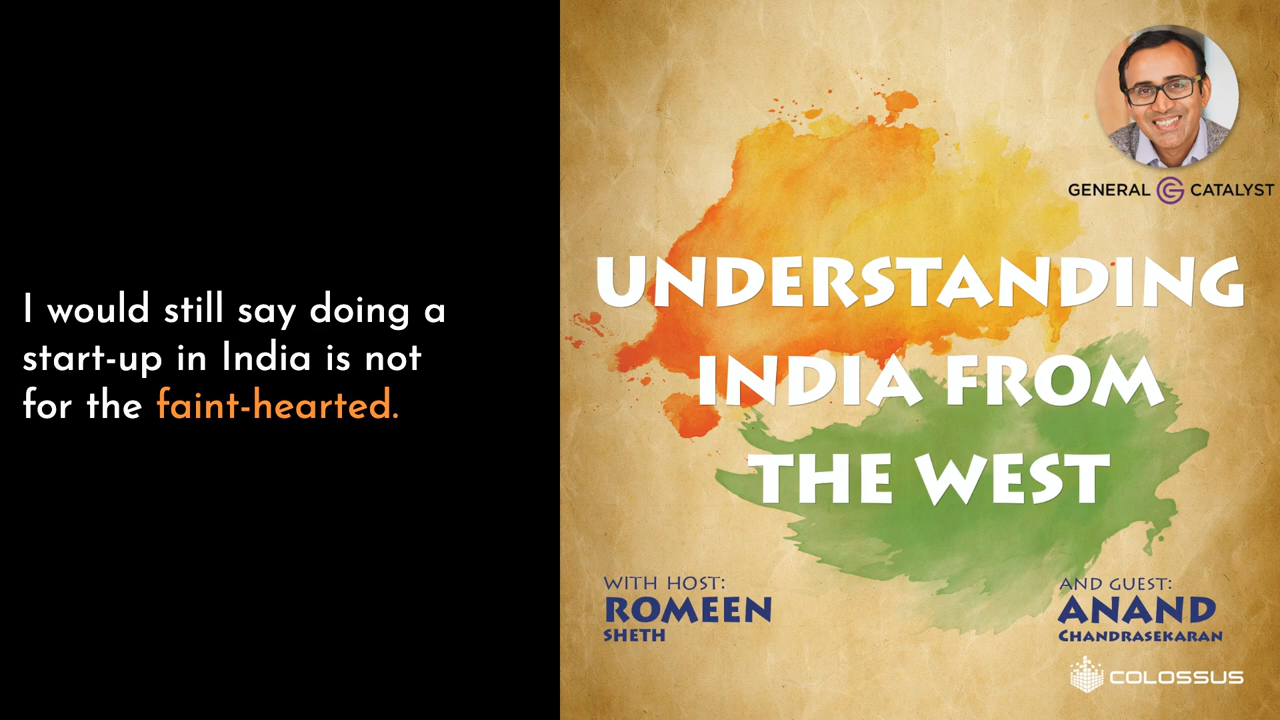 I would still say doing a
start-up in India is not
for the faint-hearted.
GENERAL CATALYST
UNDERSTANDING
INDIA FROM
THE WEST
WITH HOST:
ROMEEN
SHETH
AND GUEST:
ANAND
CHANDRASEKARAN
COLOSSUS